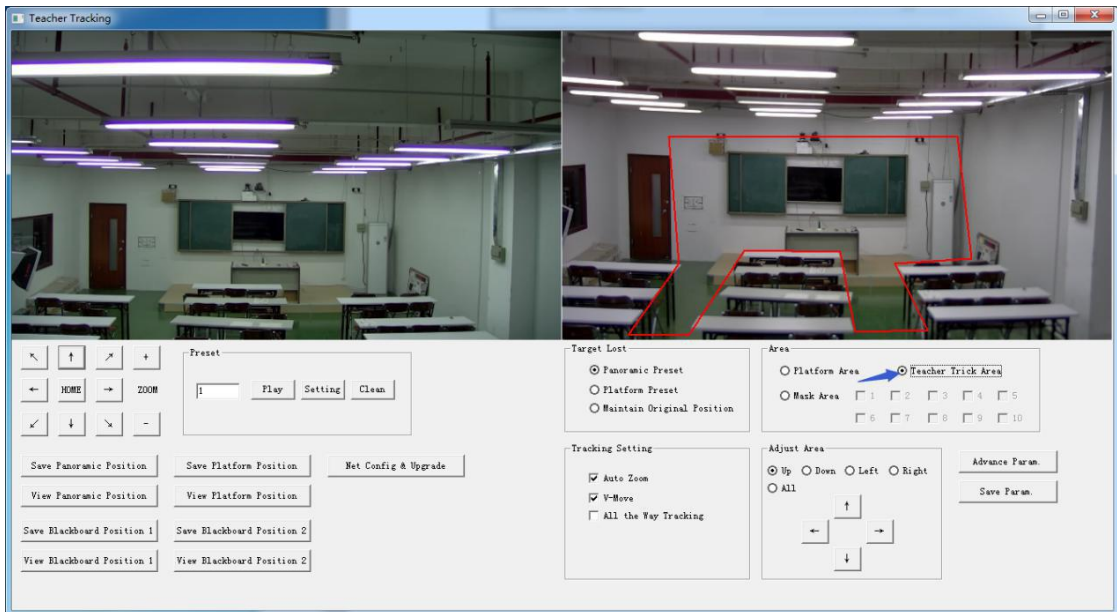 Teacher Tracking
↖ ↑ ↗ +
← HOME → ZOOM
↙ ↓ ↘ -
Preset
1 Play Setting Clean
Save Panoramic Position Save Platform Position Net Config & Upgrade
View Panoramic Position View Platform Position
Save Blackboard Position 1 Save Blackboard Position 2
View Blackboard Position 1 View Blackboard Position 2
Target Lost
Panoramic Preset
Platform Preset
Maintain Original Position
Area
Platform Area Teacher Trick Area
Mask Area 1 2 3 4 5
6 7 8 9 10
Tracking Setting
Auto Zoom
V-Move
All the Way Tracking
Adjust Area
Up Down Left Right
All
↑
← →
↓
Advance Param.
Save Param.